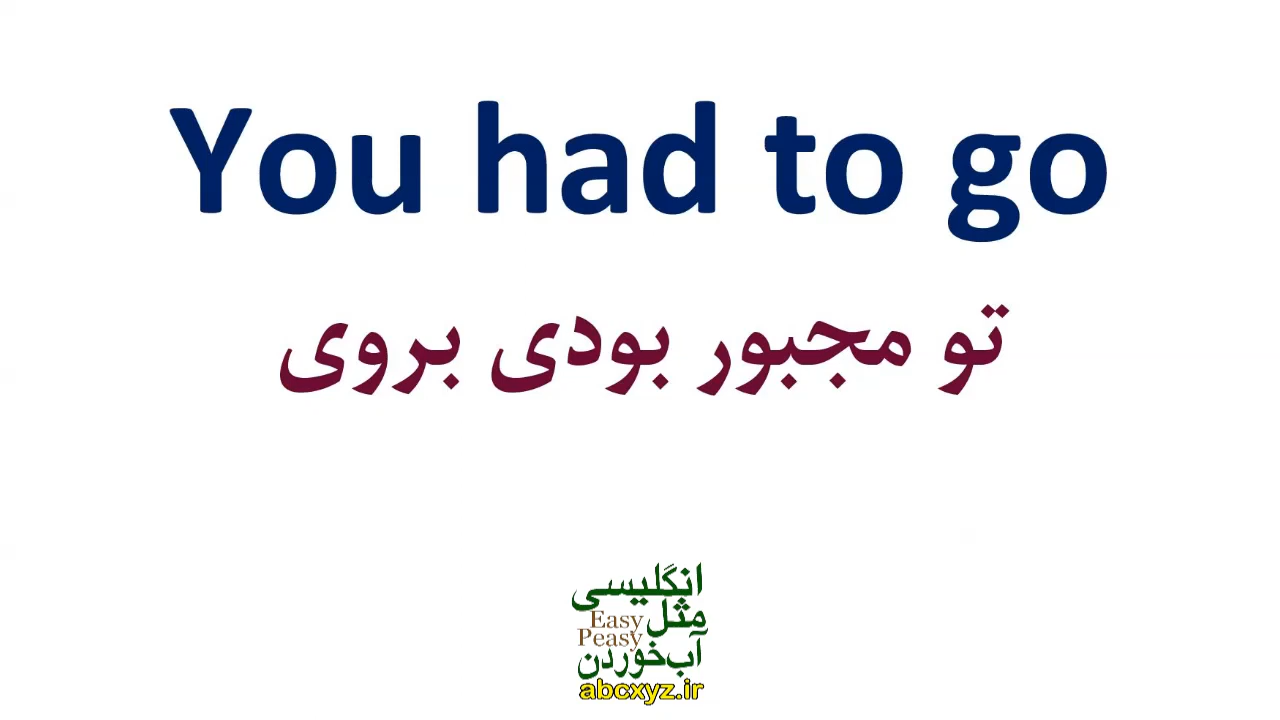 You had to go
تو مجبور بودی بروی
انگلیسی
مثل
Easy
Peasy
آب‌خوردن
abcxyz.ir